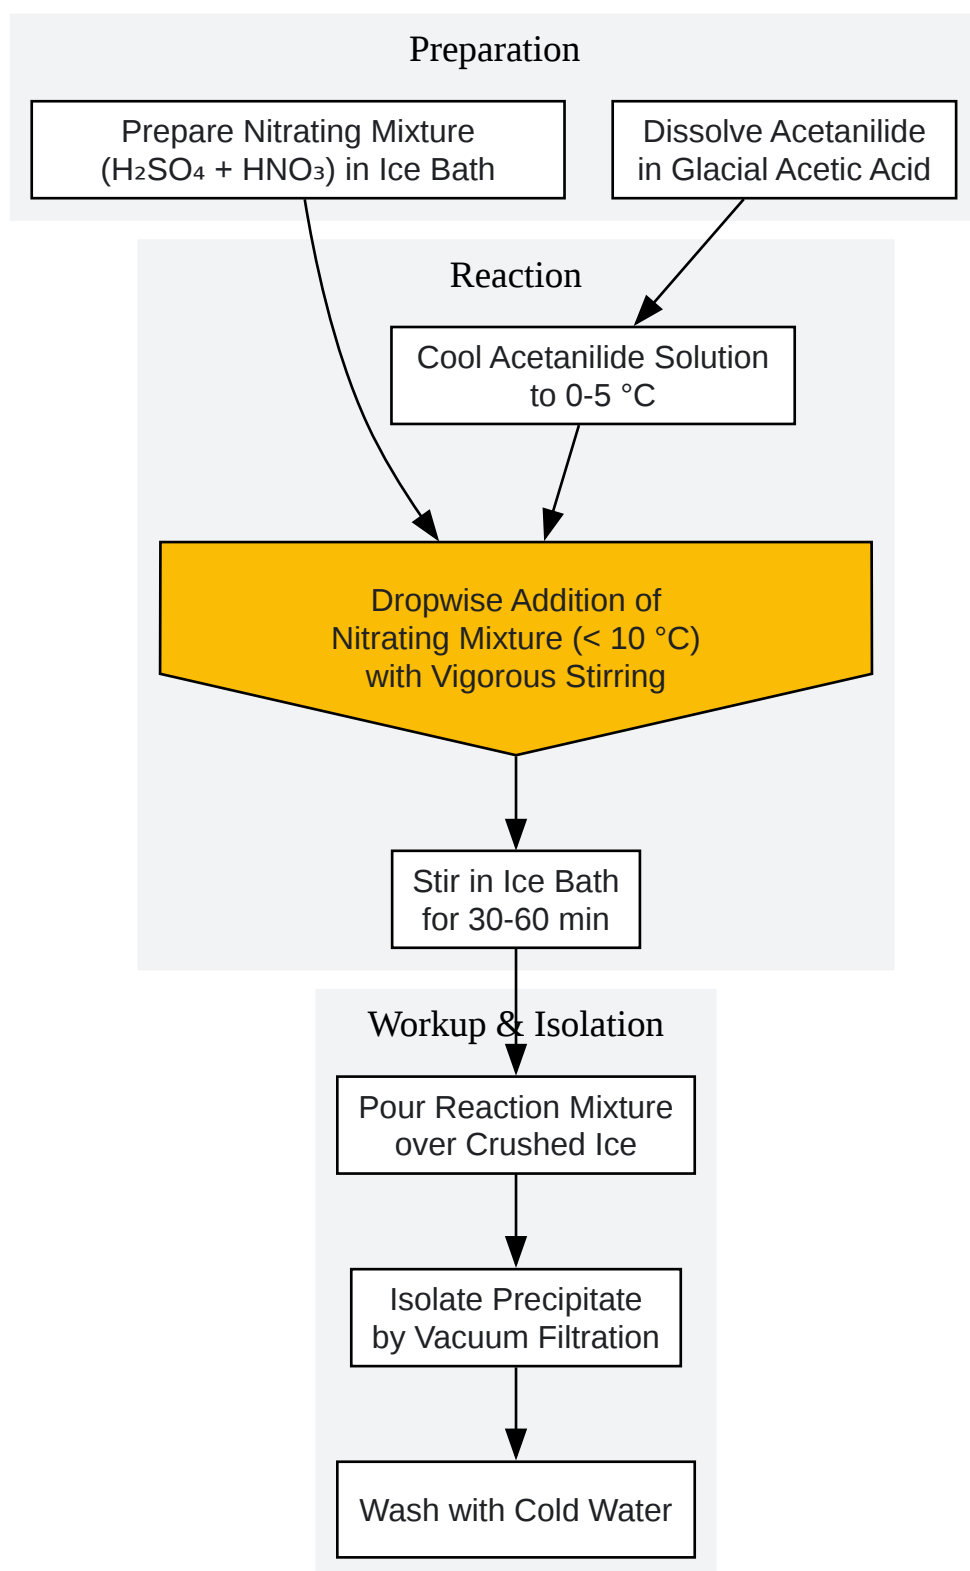 Preparation
Prepare Nitrating Mixture
(H₂SO₄ + HNO₃) in Ice Bath
Dissolve Acetanilide
in Glacial Acetic Acid
Reaction
Cool Acetanilide Solution
to 0-5 °C
Dropwise Addition of
Nitrating Mixture (< 10 °C)
with Vigorous Stirring
Stir in Ice Bath
for 30-60 min
Workup & Isolation
Pour Reaction Mixture
over Crushed Ice
Isolate Precipitate
by Vacuum Filtration
Wash with Cold Water